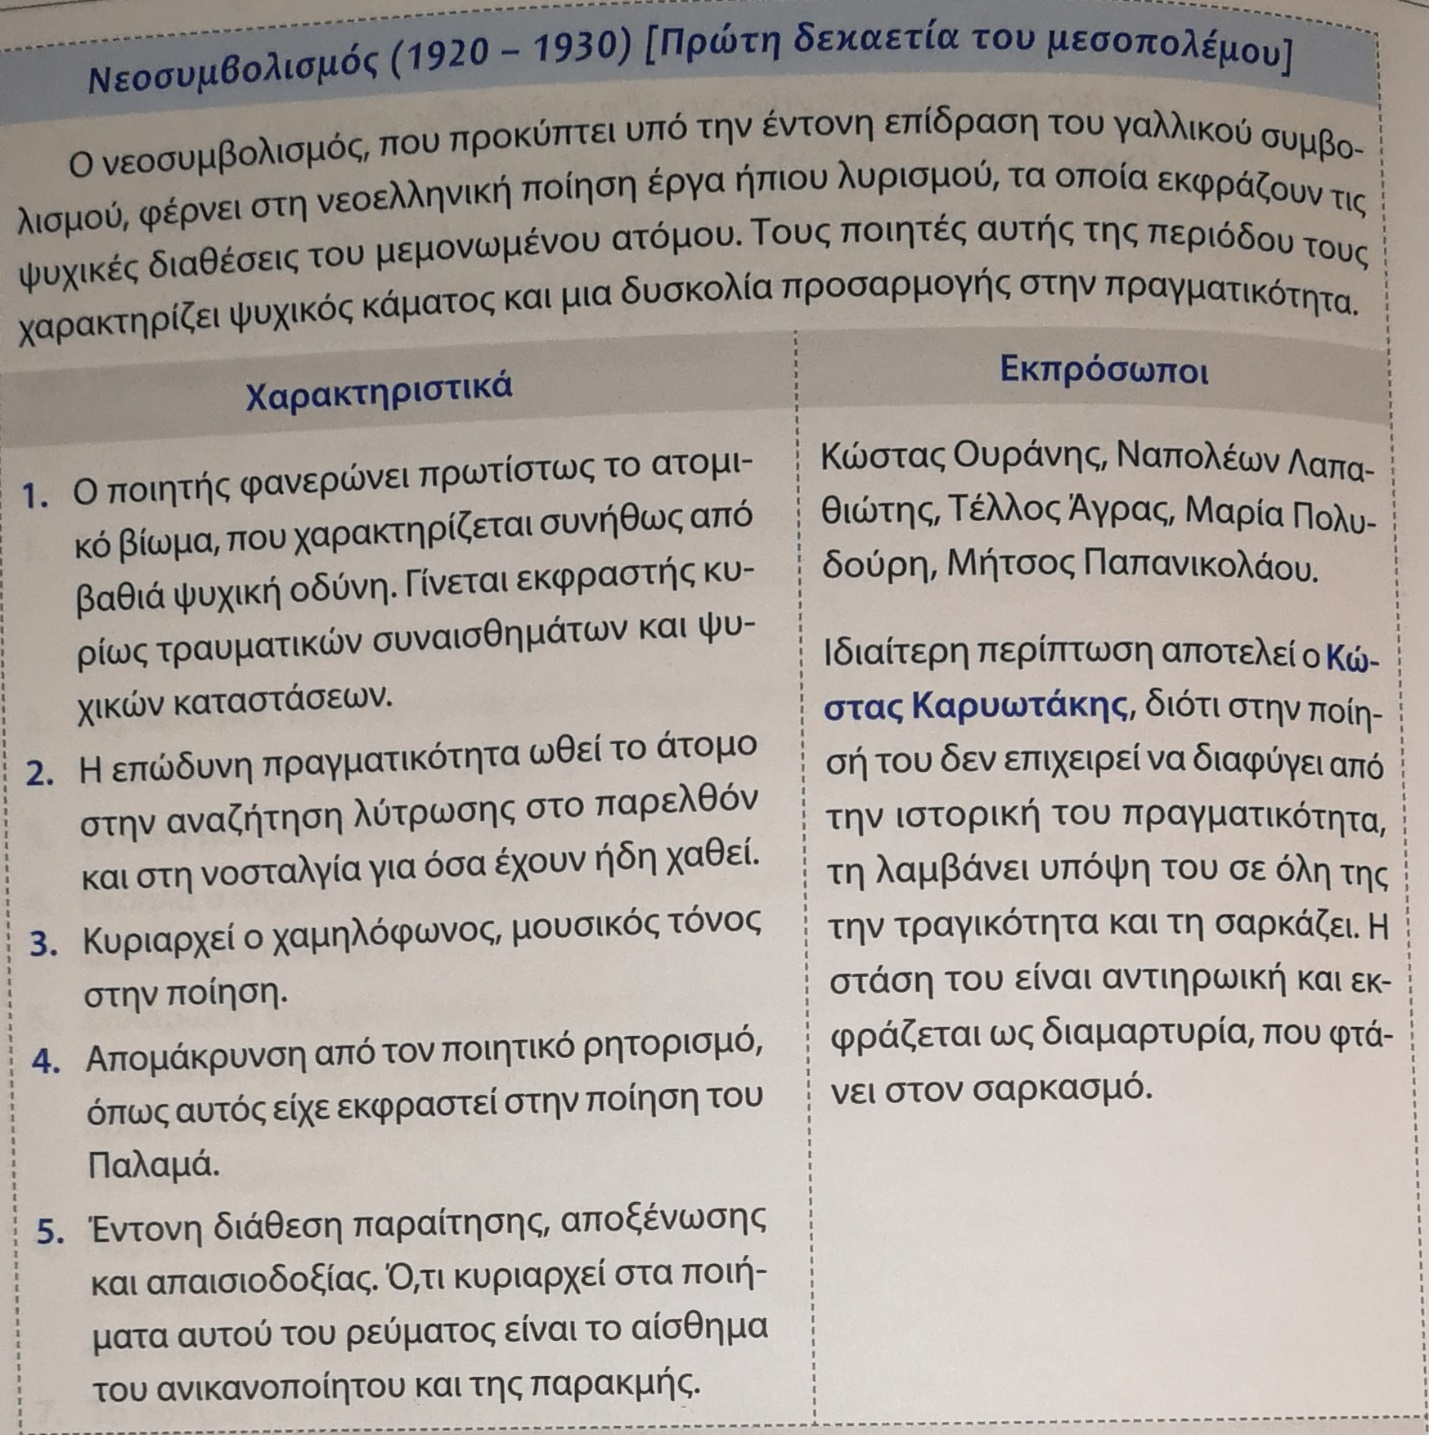 Νεοσυμβολισμός (1920 – 1930) [Πρώτη δεκαετία του μεσοπολέμου]
Ο νεοσυμβολισμός, που προκύπτει υπό την έντονη επίδραση του γαλλικού συμβο-
λισμού, φέρνει στη νεοελληνική ποίηση έργα ήπιου λυρισμού, τα οποία εκφράζουν τις
ψυχικές διαθέσεις του μεμονωμένου ατόμου. Τους ποιητές αυτής της περιόδου τους
χαρακτηρίζει ψυχικός κάματος και μια δυσκολία προσαρμογής στην πραγματικότητα.
Χαρακτηριστικά
1. Ο ποιητής φανερώνει πρωτίστως το ατομι-
κό βίωμα, που χαρακτηρίζεται συνήθως από
βαθιά ψυχική οδύνη. Γίνεται εκφραστής κυ-
ρίως τραυματικών συναισθημάτων και ψυ-
χικών καταστάσεων.
2. Η επώδυνη πραγματικότητα ωθεί το άτομο
στην αναζήτηση λύτρωσης στο παρελθόν
και στη νοσταλγία για όσα έχουν ήδη χαθεί.
3. Κυριαρχεί ο χαμηλόφωνος, μουσικός τόνος
στην ποίηση.
4. Απομάκρυνση από τον ποιητικό ρητορισμό,
όπως αυτός είχε εκφραστεί στην ποίηση του
Παλαμά.
5. Έντονη διάθεση παραίτησης, αποξένωσης
και απαισιοδοξίας. Ό,τι κυριαρχεί στα ποιή-
ματα αυτού του ρεύματος είναι το αίσθημα
του ανικανοποίητου και της παρακμής.
Εκπρόσωποι
Κώστας Ουράνης, Ναπολέων Λαπα-
θιώτης, Τέλλος Άγρας, Μαρία Πολυ-
δούρη, Μήτσος Παπανικολάου.
Ιδιαίτερη περίπτωση αποτελεί ο Κώ-
στας Καρυωτάκης, διότι στην ποίη-
σή του δεν επιχειρεί να διαφύγει από
την ιστορική του πραγματικότητα,
τη λαμβάνει υπόψη του σε όλη της
την τραγικότητα και τη σαρκάζει. Η
στάση του είναι αντιηρωική και εκ-
φράζεται ως διαμαρτυρία, που φτά-
νει στον σαρκασμό.